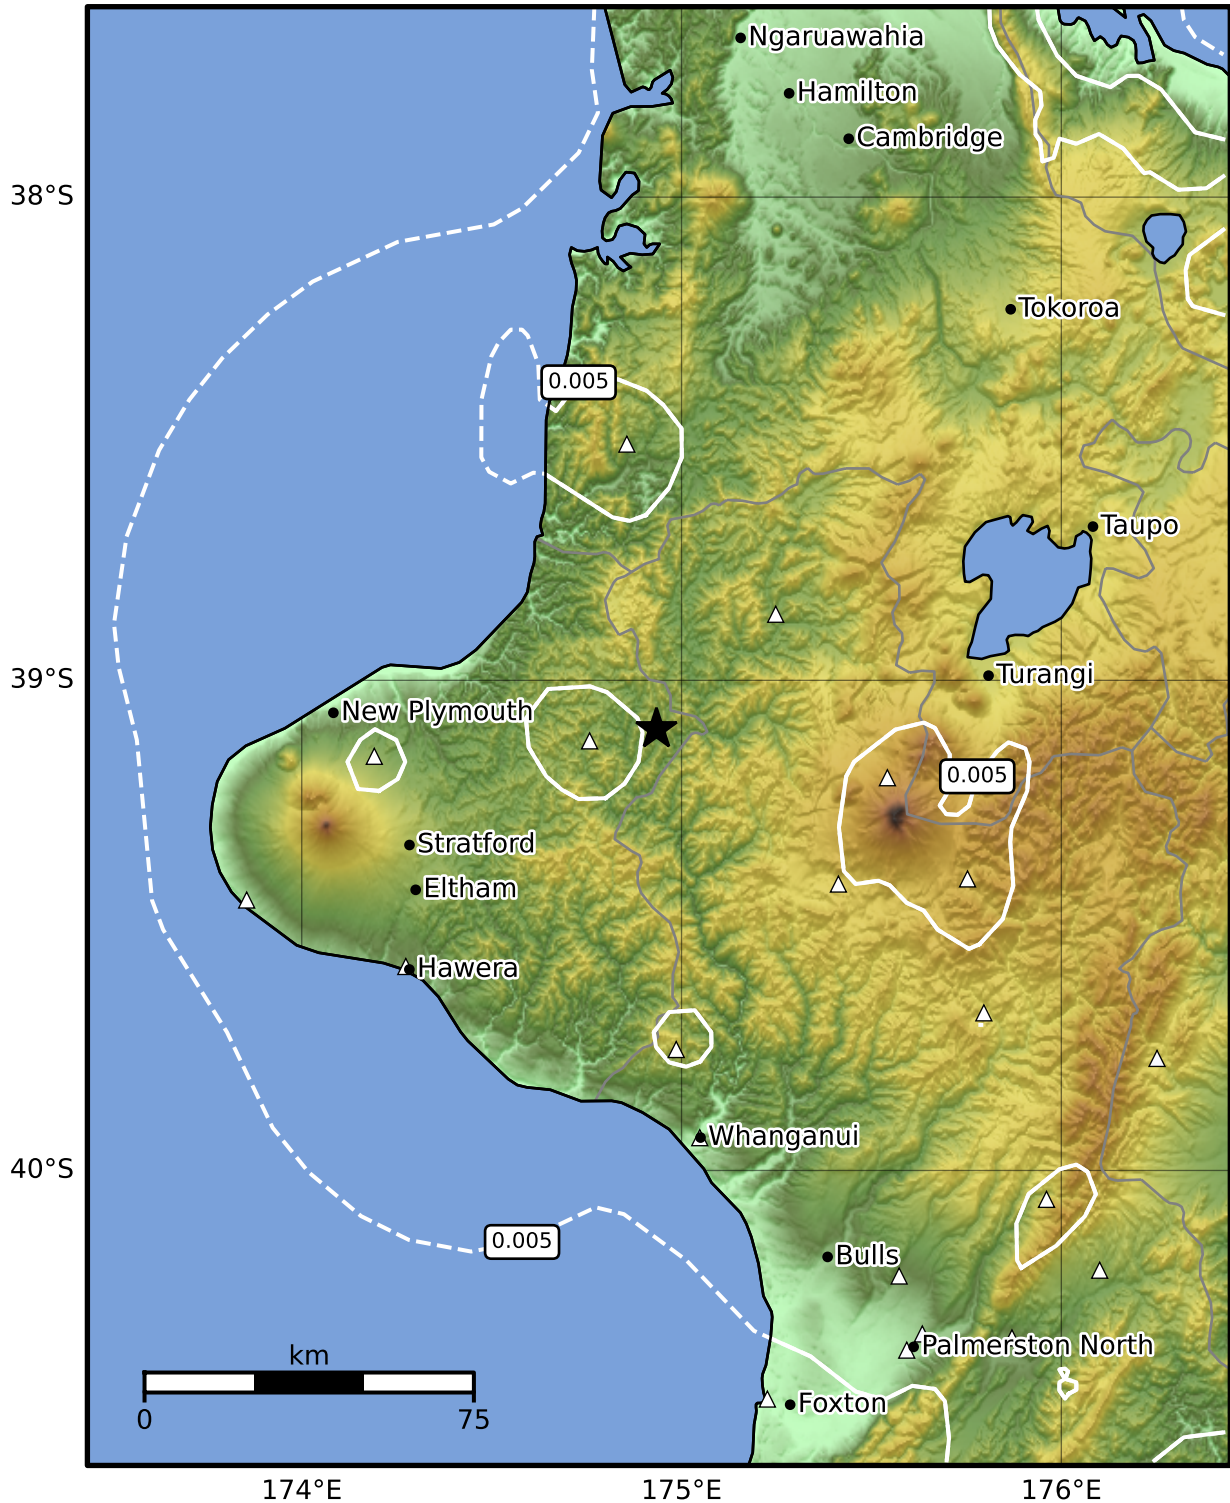 Ngaruawahia
Hamilton
Cambridge
38°S
Tokoroa
0.005
Taupo
39°S
Turangi
New Plymouth
0.005
Stratford
Eltham
Hawera
Whanganui
40°S
0.005
Bulls
Palmerston North
km
Foxton
0 75
174°E 175°E 176°E